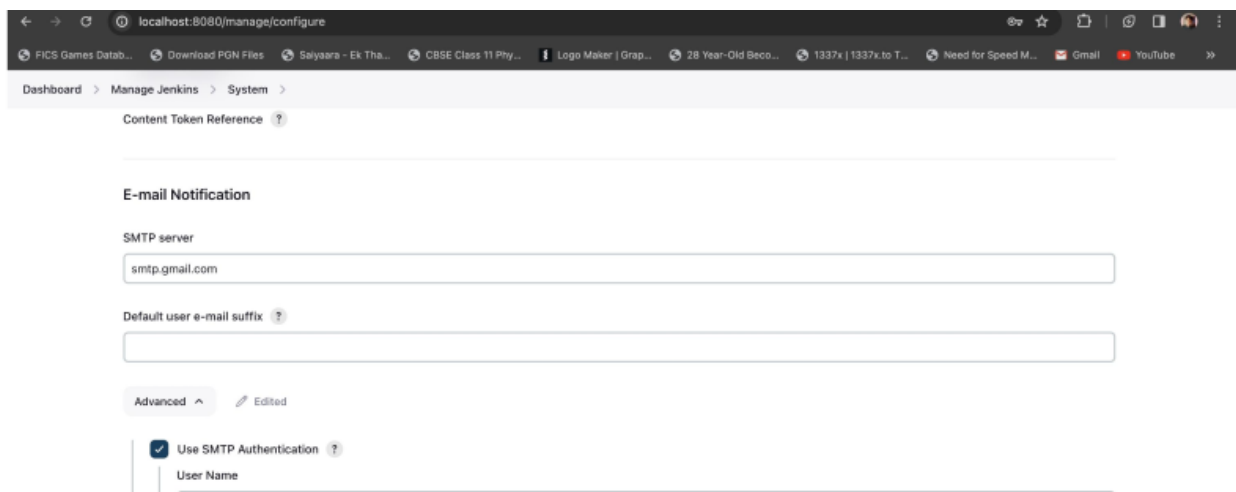 localhost:8080/manage/configure
FICS Games Datab... Download PGN Files Saiyaara - Ek Tha... CBSE Class 11 Phy... Logo Maker | Grap... 28 Year-Old Beco... 1337x | 1337x.to T... Need for Speed M... Gmail YouTube »
Dashboard > Manage Jenkins > System >
Content Token Reference ?
E-mail Notification
SMTP server
smtp.gmail.com
Default user e-mail suffix ?
Advanced Edited
Use SMTP Authentication ?
User Name